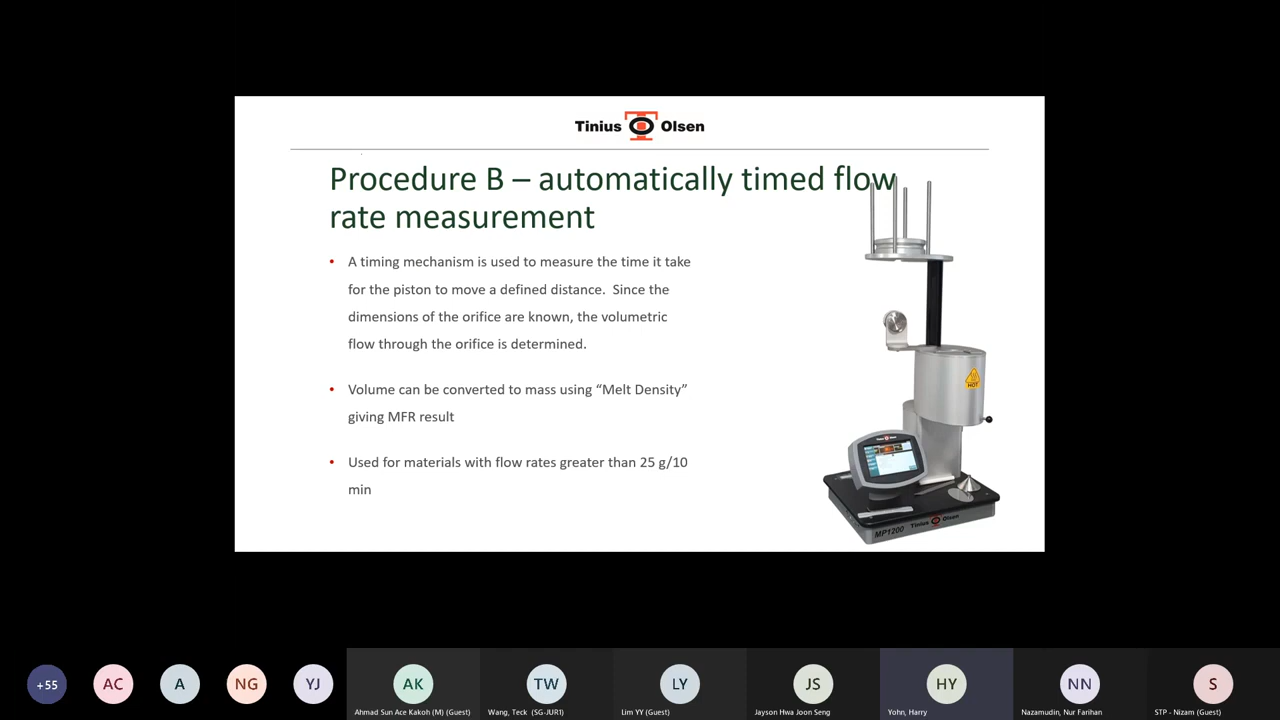 Tinius Olsen
Procedure B – automatically timed flow
rate measurement
• A timing mechanism is used to measure the time it take
for the piston to move a defined distance. Since the
dimensions of the orifice are known, the volumetric
flow through the orifice is determined.
• Volume can be converted to mass using “Melt Density”
giving MFR result
• Used for materials with flow rates greater than 25 g/10
min
HOT
MP1200 Tinius Olsen
+55
AC
A
NG
YJ
AK
TW
LY
JS
HY
NN
S
Ahmad Sun Ace Kakoh (M) (Guest)
Wang, Teck (SG-JUR1)
Lim YY (Guest)
Jayson Hwa Joon Seng
Yohn, Harry
Nazamudin, Nur Farihan
STP - Nizam (Guest)